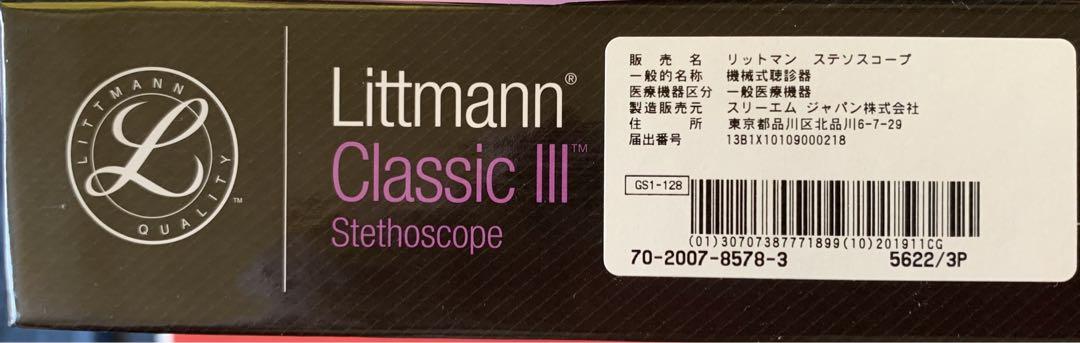 LITTMANN
L
QUALITY™
Littmann®
Classic III™
Stethoscope
販売名 リットマン ステソスコープ
一般的名称 機械式聴診器
医療機器区分 一般医療機器
製造販売元 スリーエム ジャパン株式会社
住所 東京都品川区北品川6-7-29
届出番号 13B1X10109000218
GS1-128
(01)30707387771899(10)201911CG
70-2007-8578-3 5622/3P